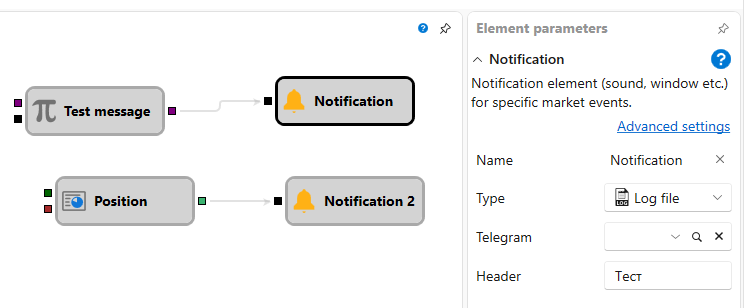 Element parameters
Notification
Notification element (sound, window etc.)
for specific market events.
Advanced settings
Name Notification
Type LOG Log file
Telegram
Header Тест
Test message
Notification
Position
Notification 2